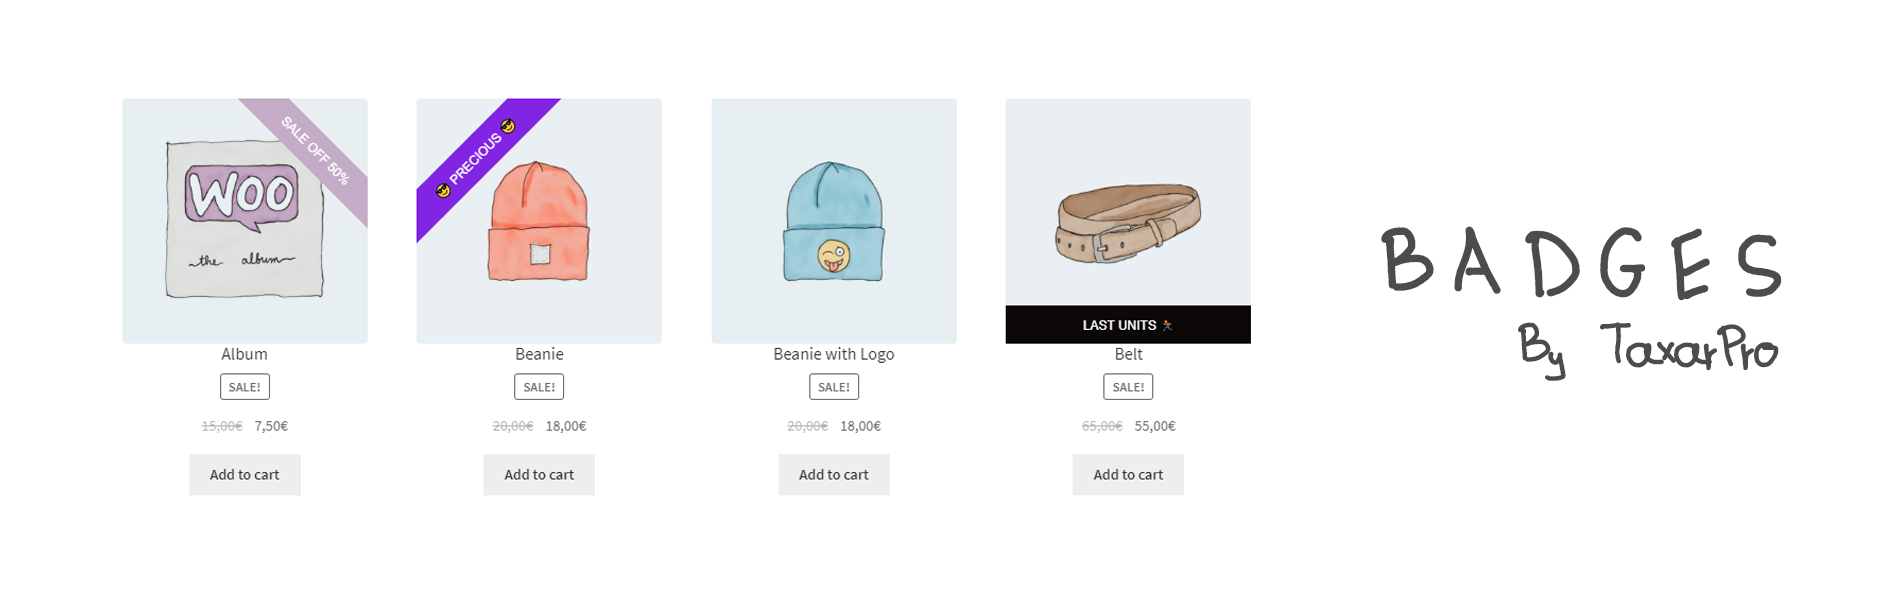 SALE OFF 50%
WOO
the album
Album
SALE!
15,00€ 7,50€
Add to cart
😎 PRECIOUS 😎
Beanie
SALE!
20,00€ 18,00€
Add to cart
Beanie with Logo
SALE!
20,00€ 18,00€
Add to cart
LAST UNITS 🏃
Belt
SALE!
65,00€ 55,00€
Add to cart
BADGES
By TaxarPro